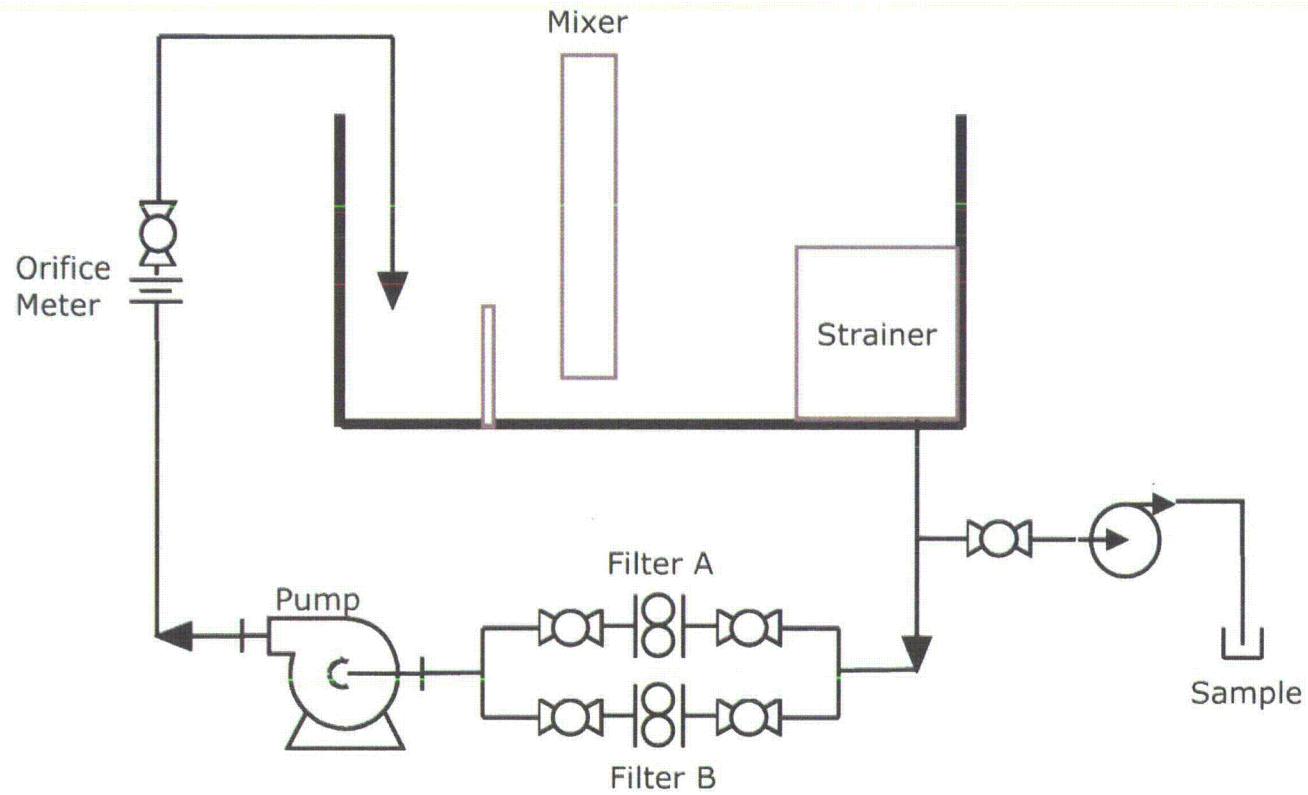 Mixer
Orifice
Meter
Strainer
Filter A
Pump
Sample
Filter B